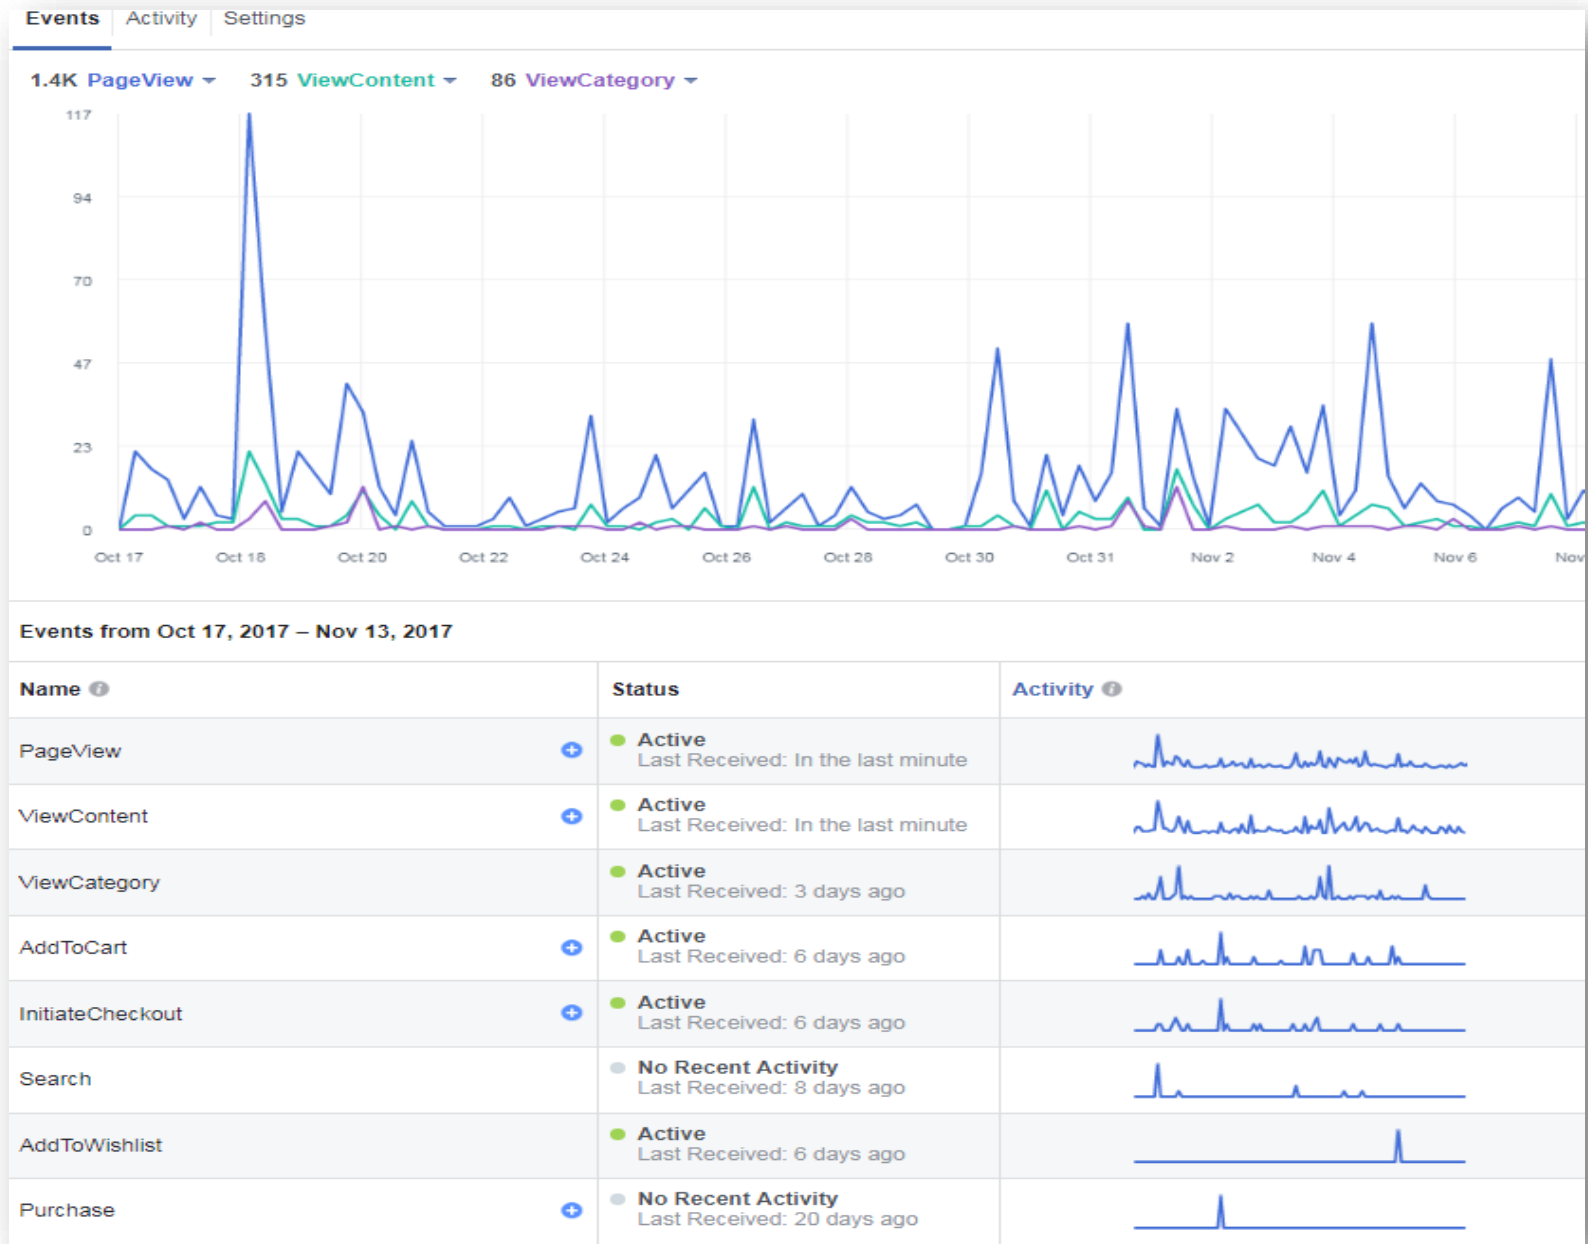 Events Activity Settings
1.4K PageView 315 ViewContent 86 ViewCategory
117
94
70
47
23
0
Oct 17 Oct 18 Oct 20 Oct 22 Oct 24 Oct 26 Oct 28 Oct 30 Oct 31 Nov 2 Nov 4 Nov 6 Nov
Events from Oct 17, 2017 – Nov 13, 2017
Name Status Activity
PageView Active
Last Received: In the last minute
ViewContent Active
Last Received: In the last minute
ViewCategory Active
Last Received: 3 days ago
AddToCart Active
Last Received: 6 days ago
InitiateCheckout Active
Last Received: 6 days ago
Search No Recent Activity
Last Received: 8 days ago
AddToWishlist Active
Last Received: 6 days ago
Purchase No Recent Activity
Last Received: 20 days ago